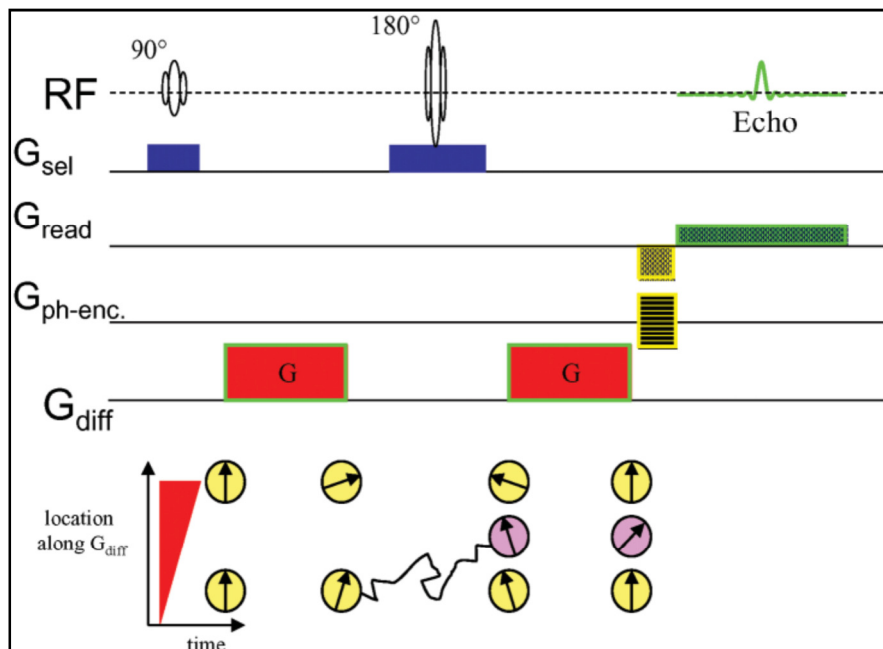 90°
180°
RF
Echo
Gsel
Gread
Gph-enc.
G
G
Gdiff
location
along Gdiff
time